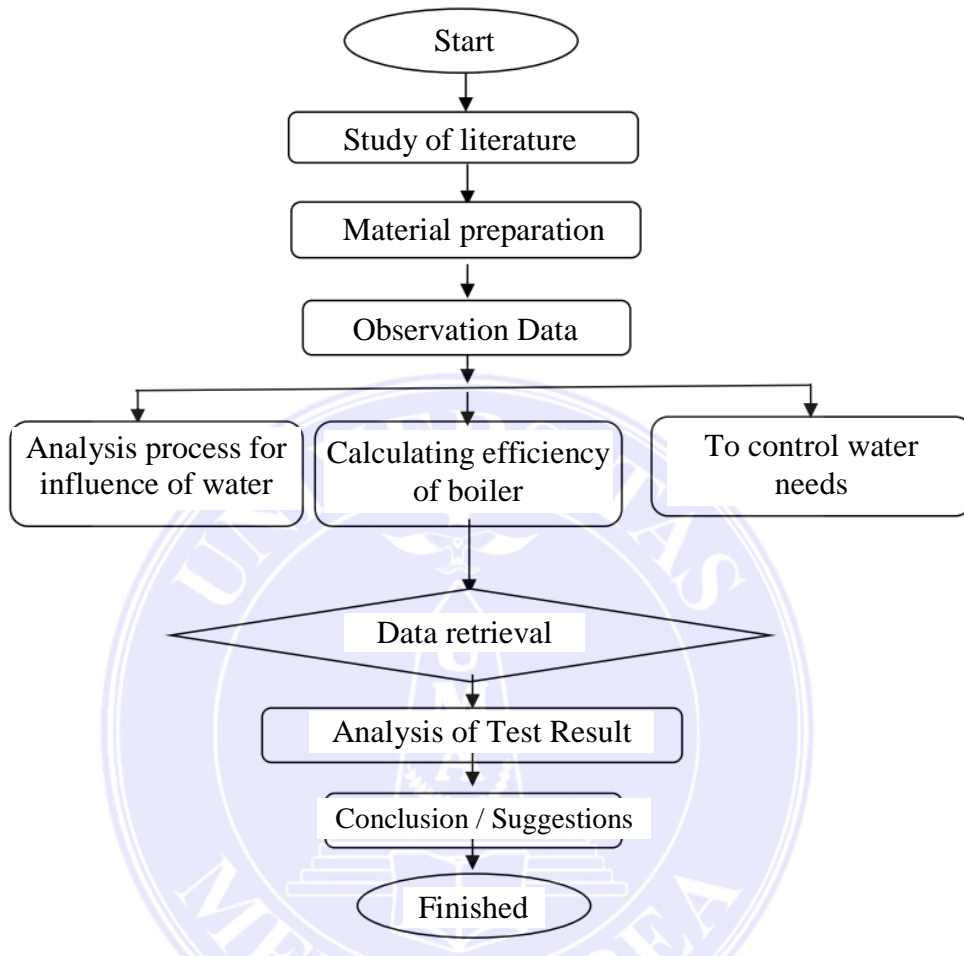 Start
Study of literature
Material preparation
Observation Data
Analysis process for
influence of water
Calculating efficiency
of boiler
To control water
needs
Data retrieval
Analysis of Test Result
Conclusion / Suggestions
Finished